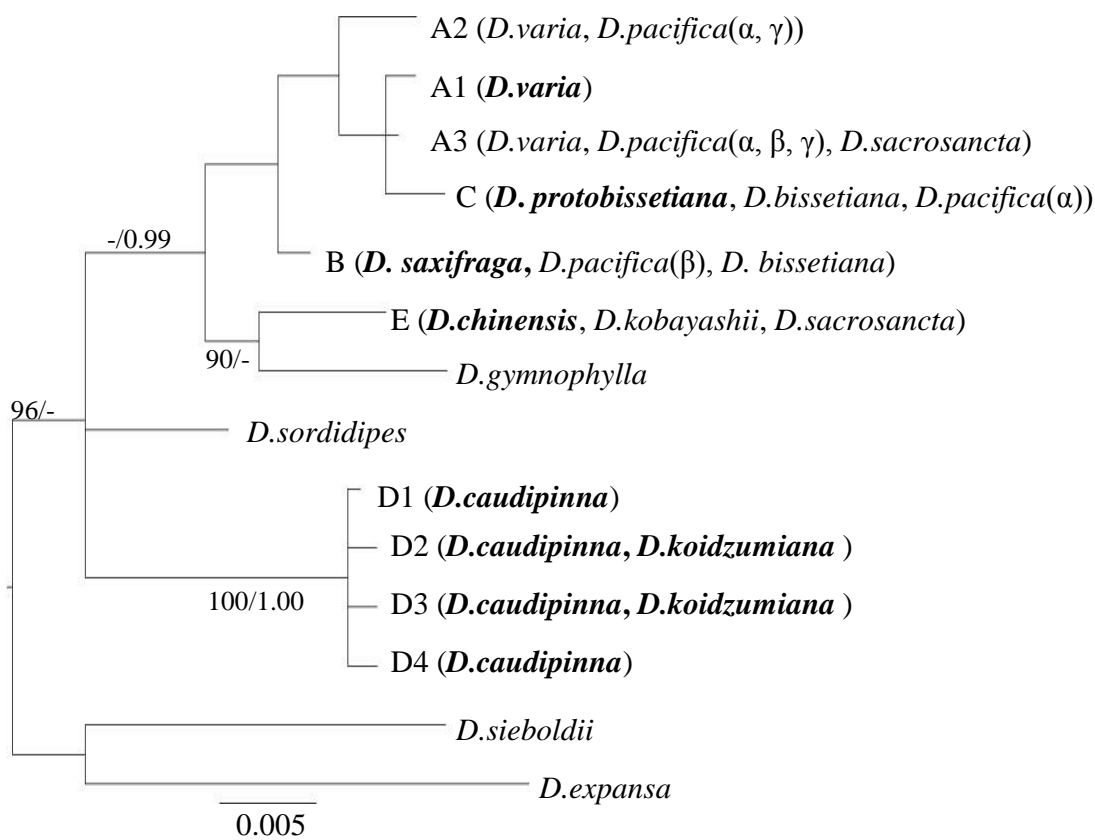 A2 (D.varia, D.pacifica(α, γ))
A1 (D.varia)
A3 (D.varia, D.pacifica(α, β, γ), D.sacrosancta)
C (D. protobissetiana, D.bissetiana, D.pacifica(α))
-/0.99
B (D. saxifraga, D.pacifica(β), D. bissetiana)
E (D.chinensis, D.kobayashii, D.sacrosancta)
90/-
D.gymnophylla
96/-
D.sordidipes
D1 (D.caudipinna)
D2 (D.caudipinna, D.koidzumiana )
100/1.00
D3 (D.caudipinna, D.koidzumiana )
D4 (D.caudipinna)
D.sieboldii
D.expansa
0.005